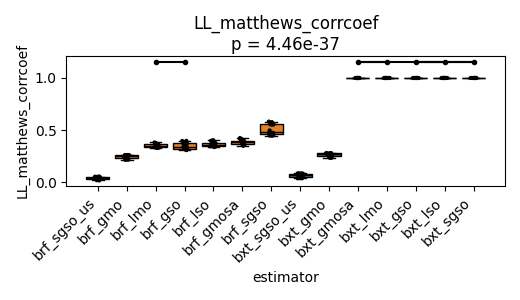 LL_matthews_corrcoef
p = 4.46e-37
LL_matthews_corrcoef
1.0
0.5
0.0
brf_sgso_us
brf_gmo
brf_lmo
brf_gso
brf_lso
brf_gmosa
brf_sgso
bxt_sgso_us
bxt_gmo
bxt_gmosa
bxt_lmo
bxt_gso
bxt_lso
bxt_sgso
estimator